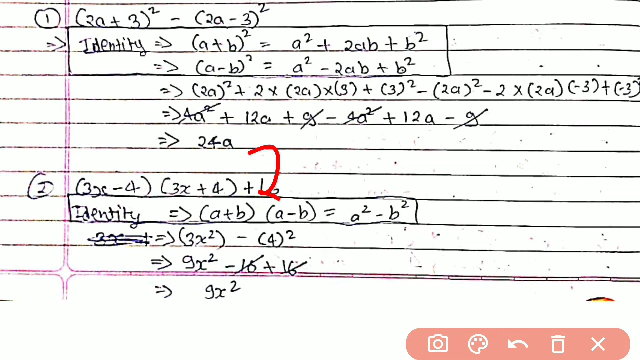 ① (2a + 3)² - (2a - 3)²
=> Identity => (a+b)² = a² + 2ab + b²
=> (a-b)² = a² - 2ab + b²
=> (2a)² + 2 × (2a) × (3) + (3)² - (2a)² - 2 × (2a) (-3) + (-3)²
=> 4a² + 12a + 9 - 4a² + 12a - 9
=> 24a
② (3x - 4) (3x + 4) + 16
Identity => (a+b) (a-b) = a² - b²
=> (3x²) - (4)²
=> 9x² - 16 + 16
=> 9x²